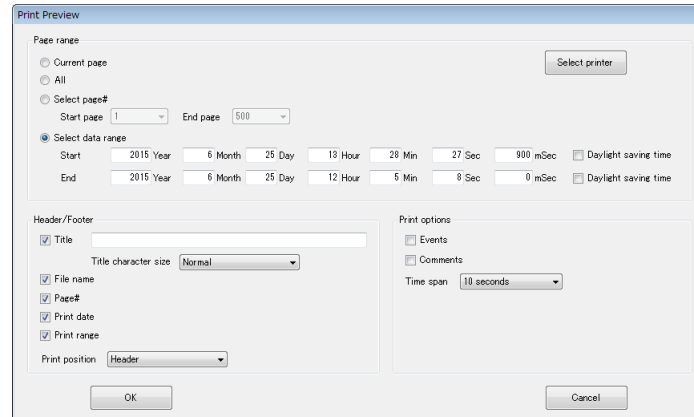 Print Preview
Page range
Current page
Select printer
All
Select page#
Start page 1 End page 500
Select data range
Start 2015 Year 6 Month 25 Day 13 Hour 28 Min 27 Sec 900 mSec Daylight saving time
End 2015 Year 6 Month 25 Day 12 Hour 5 Min 8 Sec 0 mSec Daylight saving time
Header/Footer
Title
Title character size Normal
File name
Page#
Print date
Print range
Print position Header
Print options
Events
Comments
Time span 10 seconds
OK
Cancel